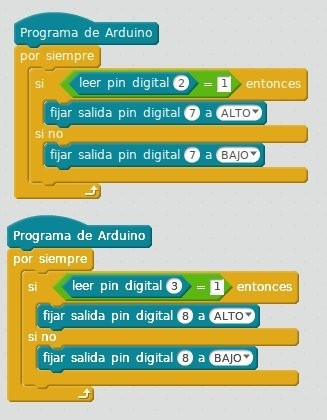 Programa de Arduino
por siempre
si leer pin digital 2 = 1 entonces
fijar salida pin digital 7 a ALTO
si no
fijar salida pin digital 7 a BAJO
Programa de Arduino
por siempre
si leer pin digital 3 = 1 entonces
fijar salida pin digital 8 a ALTO
si no
fijar salida pin digital 8 a BAJO